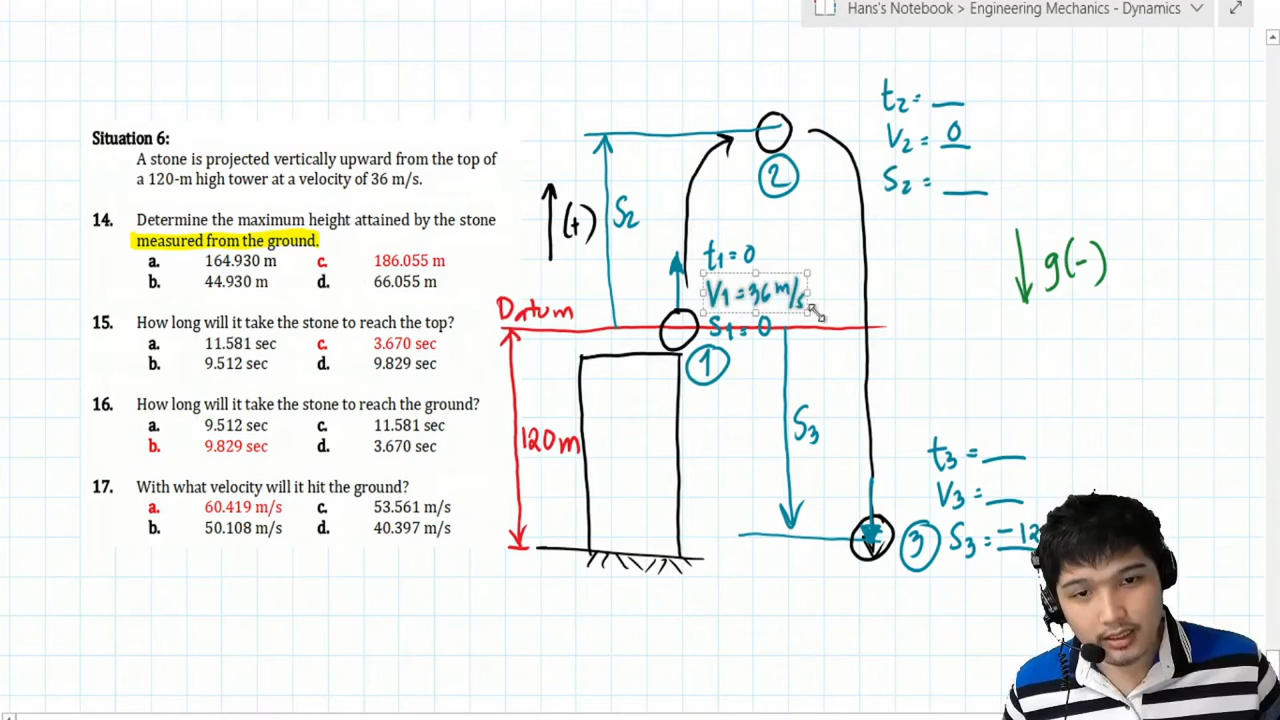 Hans's Notebook > Engineering Mechanics - Dynamics
Situation 6:
A stone is projected vertically upward from the top of
a 120-m high tower at a velocity of 36 m/s.
14. Determine the maximum height attained by the stone
measured from the ground.
a. 164.930 m c. 186.055 m
b. 44.930 m d. 66.055 m
15. How long will it take the stone to reach the top?
a. 11.581 sec c. 3.670 sec
b. 9.512 sec d. 9.829 sec
16. How long will it take the stone to reach the ground?
a. 9.512 sec c. 11.581 sec
b. 9.829 sec d. 3.670 sec
17. With what velocity will it hit the ground?
a. 60.419 m/s c. 53.561 m/s
b. 50.108 m/s d. 40.397 m/s
t2= __
V2 = 0
S2 = __
2
S2
(+)
g(-)
t1=0
V1=36 m/s
Datum
S1=0
1
120m
S3
t3 = __
V3 = __
3
S3 = -12